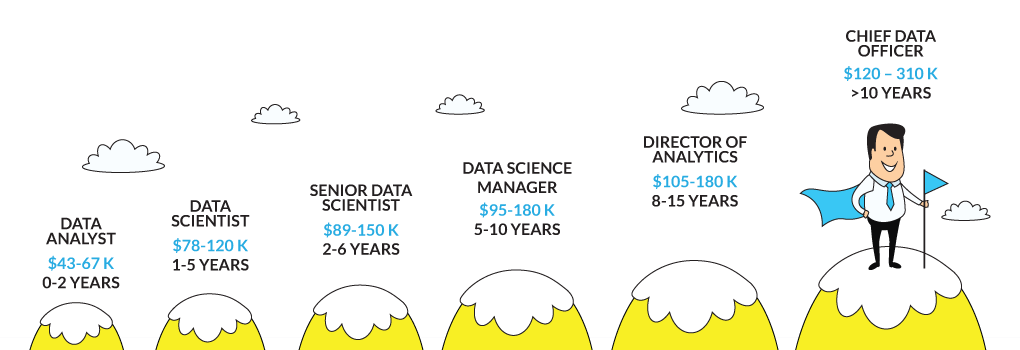 DATA
ANALYST
$43-67 K
0-2 YEARS
DATA
SCIENTIST
$78-120 K
1-5 YEARS
SENIOR DATA
SCIENTIST
$89-150 K
2-6 YEARS
DATA SCIENCE
MANAGER
$95-180 K
5-10 YEARS
DIRECTOR OF
ANALYTICS
$105-180 K
8-15 YEARS
CHIEF DATA
OFFICER
$120 – 310 K
>10 YEARS